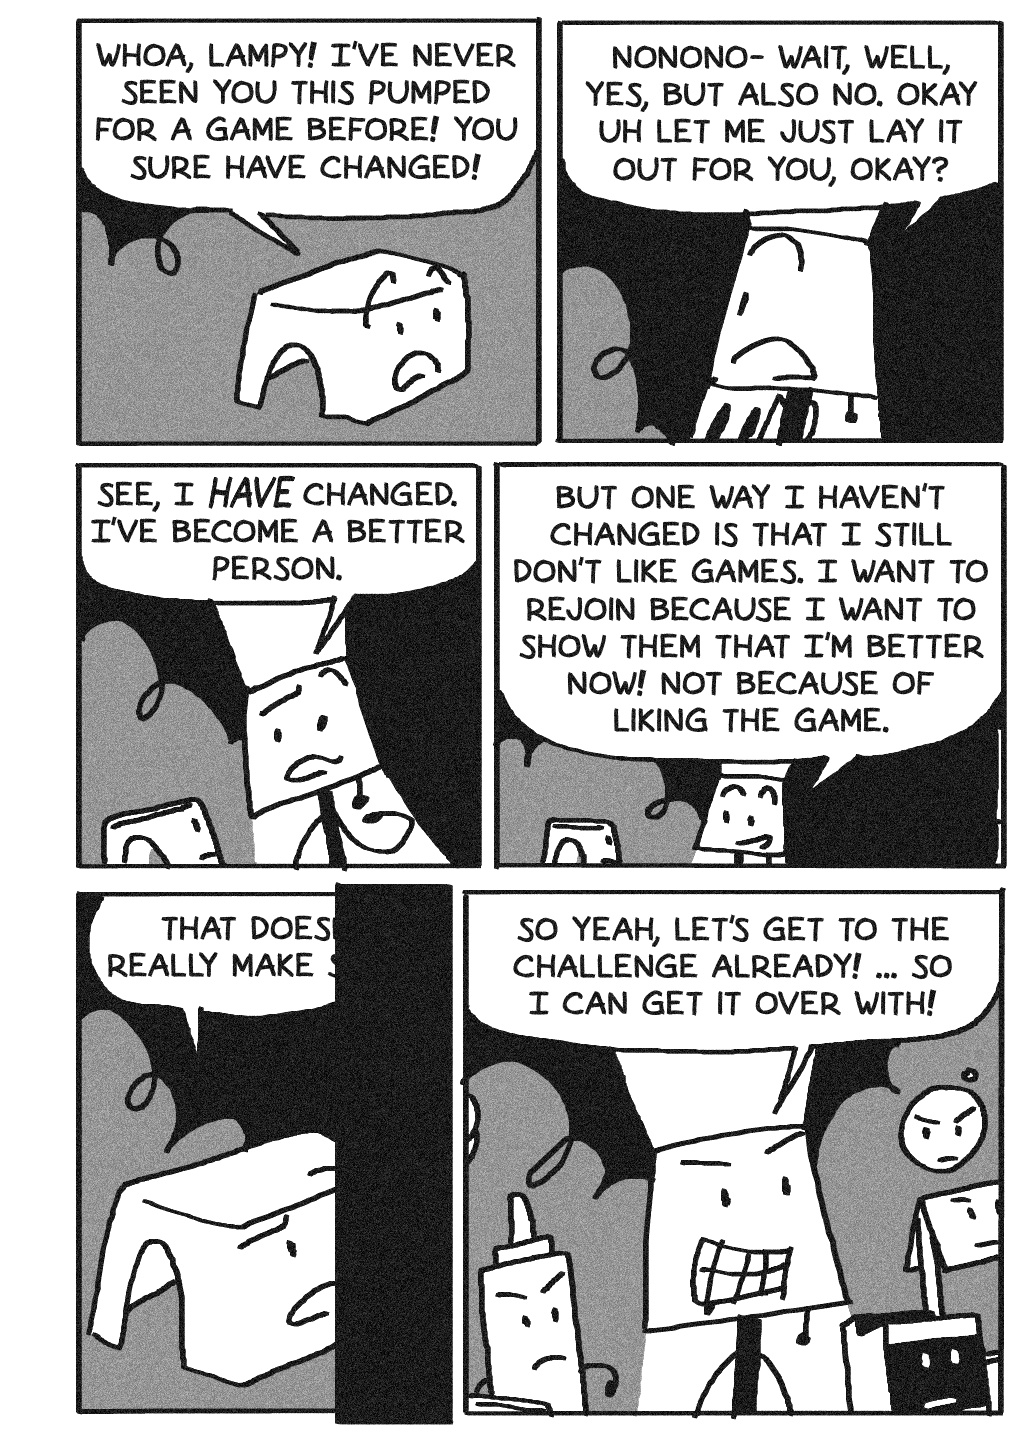 WHOA, LAMPY! I'VE NEVER
SEEN YOU THIS PUMPED
FOR A GAME BEFORE! YOU
SURE HAVE CHANGED!
NONONO- WAIT, WELL,
YES, BUT ALSO NO. OKAY
UH LET ME JUST LAY IT
OUT FOR YOU, OKAY?
SEE, I HAVE CHANGED.
I'VE BECOME A BETTER
PERSON.
BUT ONE WAY I HAVEN'T
CHANGED IS THAT I STILL
DON'T LIKE GAMES. I WANT TO
REJOIN BECAUSE I WANT TO
SHOW THEM THAT I'M BETTER
NOW! NOT BECAUSE OF
LIKING THE GAME.
THAT
REALLY MAKE
SO YEAH, LET'S GET TO THE
CHALLENGE ALREADY! ... SO
I CAN GET IT OVER WITH!